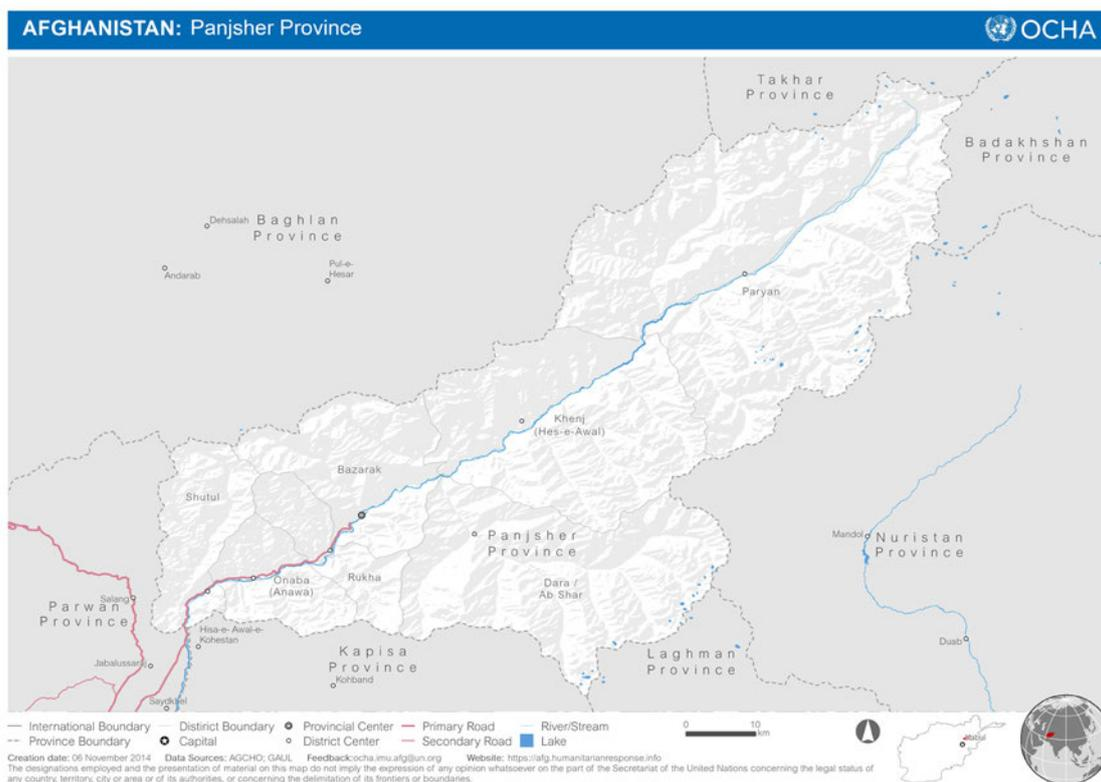 AFGHANISTAN: Panjsher Province
OCHA
Takhar
Province
Badakhshan
Province
Dehsalah
Baghlan
Province
Andarab
Pul-e-
Hesar
Paryan
Khenj
(Hes-e-Awal)
Bazarak
Shutul
Panjsher
Province
Mandol
Nuristan
Province
Onaba
(Anawa)
Rukha
Dara /
Ab Shar
Salang
Parwan
Province
Hisa-e- Awal-e-
Kohestan
Kapisa
Province
Laghman
Province
Duab
Jabalussaraj
Kohband
Saydkhel
International Boundary
District Boundary
Provincial Center
Primary Road
River/Stream
0
10
km
Province Boundary
Capital
District Center
Secondary Road
Lake
Kabul
Creation date: 06 November 2014 Data Sources: AGCHO; GAUL Feedback:ocha.imu.afg@un.org Website: https://afg.humanitarianresponse.info
The designations employed and the presentation of material on this map do not imply the expression of any opinion whatsoever on the part of the Secretariat of the United Nations concerning the legal status of
any country, territory, city or area or of its authorities, or concerning the delimitation of its frontiers or boundaries.